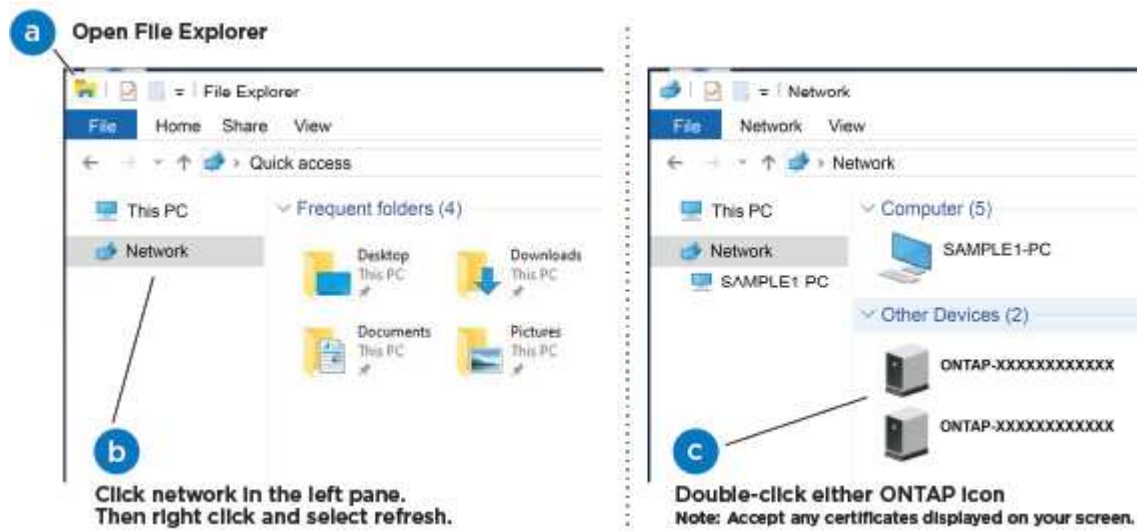 a Open File Explorer
File Explorer
File Home Share View
Quick access
This PC
Network
Frequent folders (4)
Desktop
This PC
Downloads
This PC
Documents
This PC
Pictures
This PC
b
Click network in the left pane.
Then right click and select refresh.
Network
File Network View
Network
This PC
Network
SAMPLE1 PC
Computer (5)
SAMPLE1-PC
Other Devices (2)
ONTAP-XXXXXXXXXXXX
ONTAP-XXXXXXXXXXXX
c
Double-click either ONTAP icon
Note: Accept any certificates displayed on your screen.